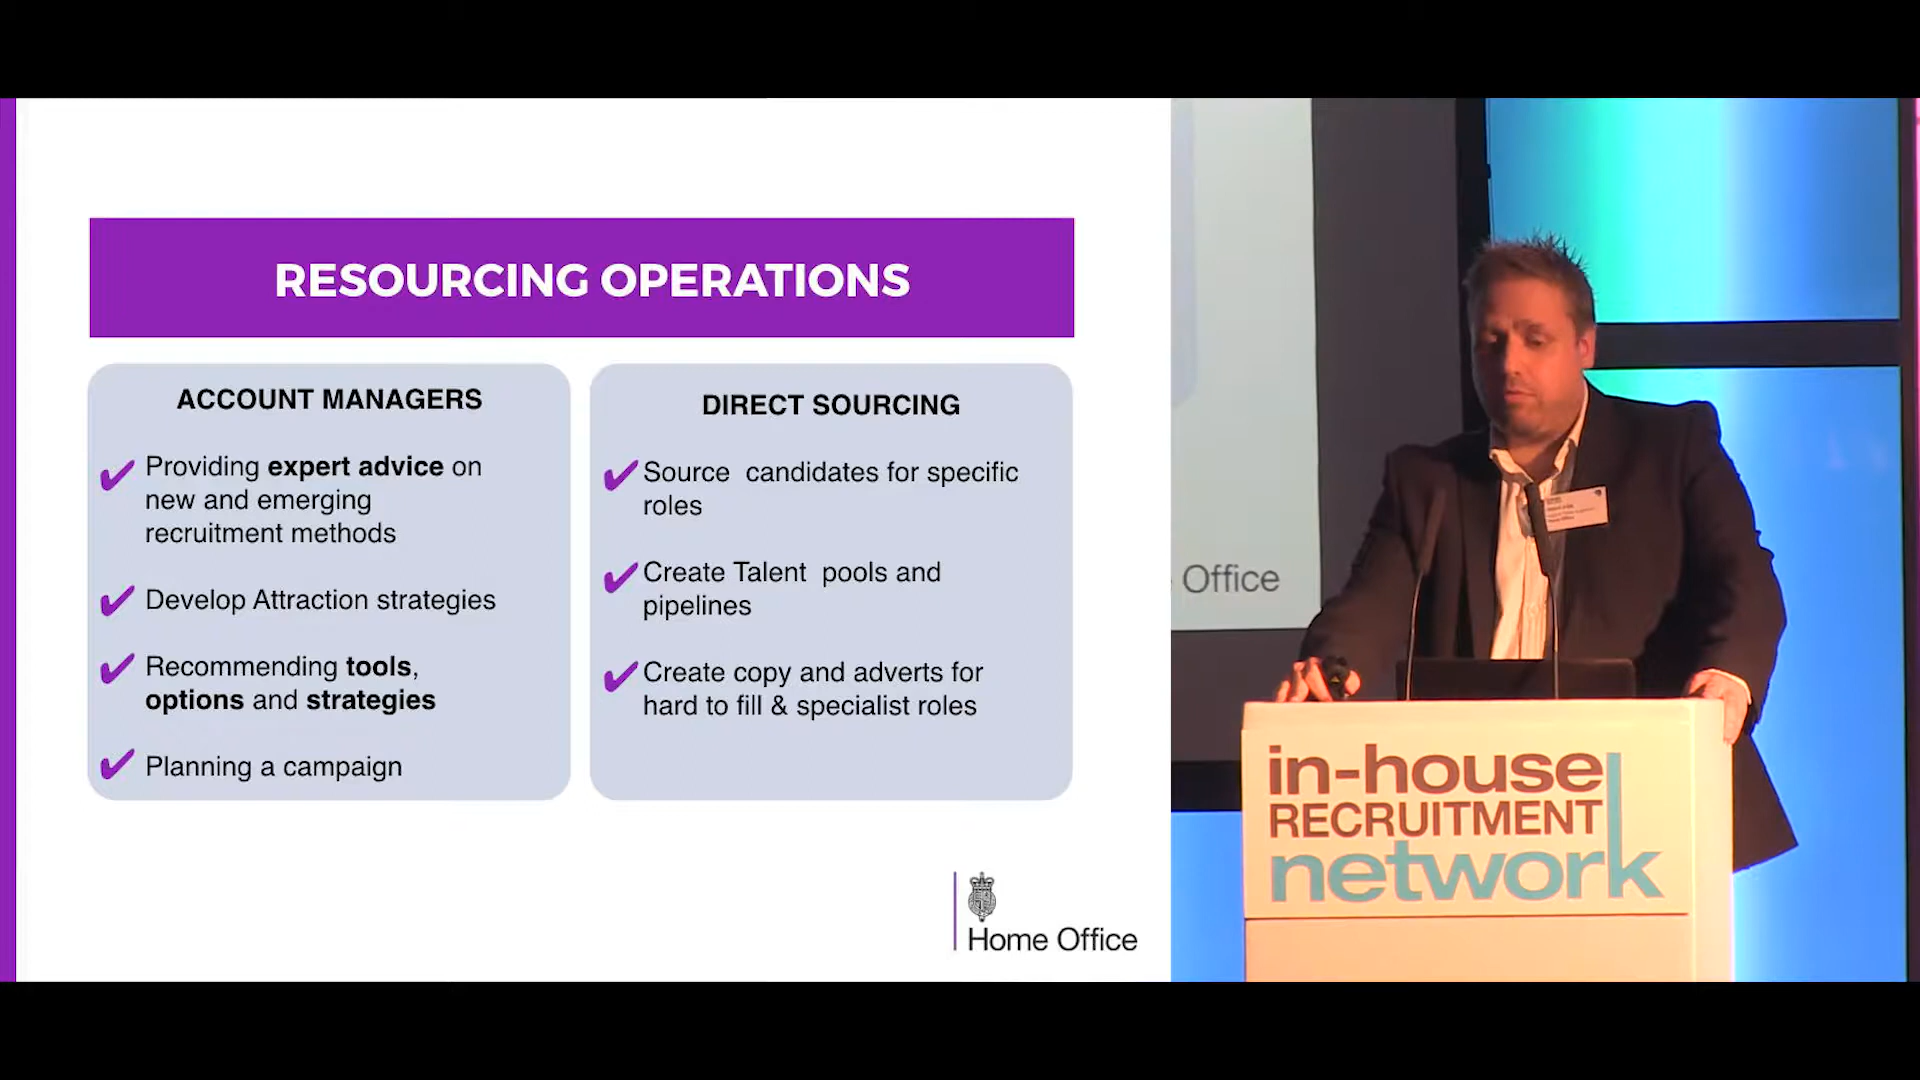 RESOURCING OPERATIONS
ACCOUNT MANAGERS
Providing expert advice on
new and emerging
recruitment methods
Develop Attraction strategies
Recommending tools,
options and strategies
Planning a campaign
DIRECT SOURCING
Source candidates for specific
roles
Create Talent pools and
pipelines
Create copy and adverts for
hard to fill & specialist roles
Home Office
Office
in-house
RECRUITMENT
network